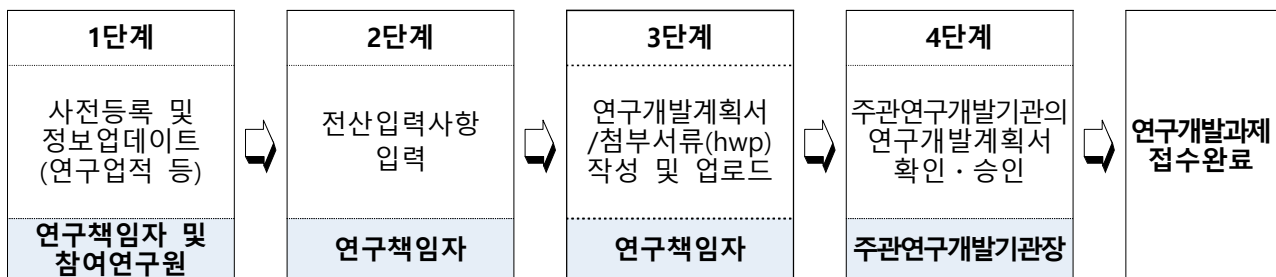 1단계
사전등록 및
정보업데이트
(연구업적 등)
연구책임자 및
참여연구원
2단계
전산입력사항
입력
연구책임자
3단계
연구개발계획서
/첨부서류(hwp)
작성 및 업로드
연구책임자
4단계
주관연구개발기관의
연구개발계획서
확인・승인
주관연구개발기관장
연구개발과제
접수완료